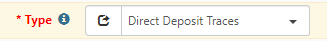 * Type Direct Deposit Traces